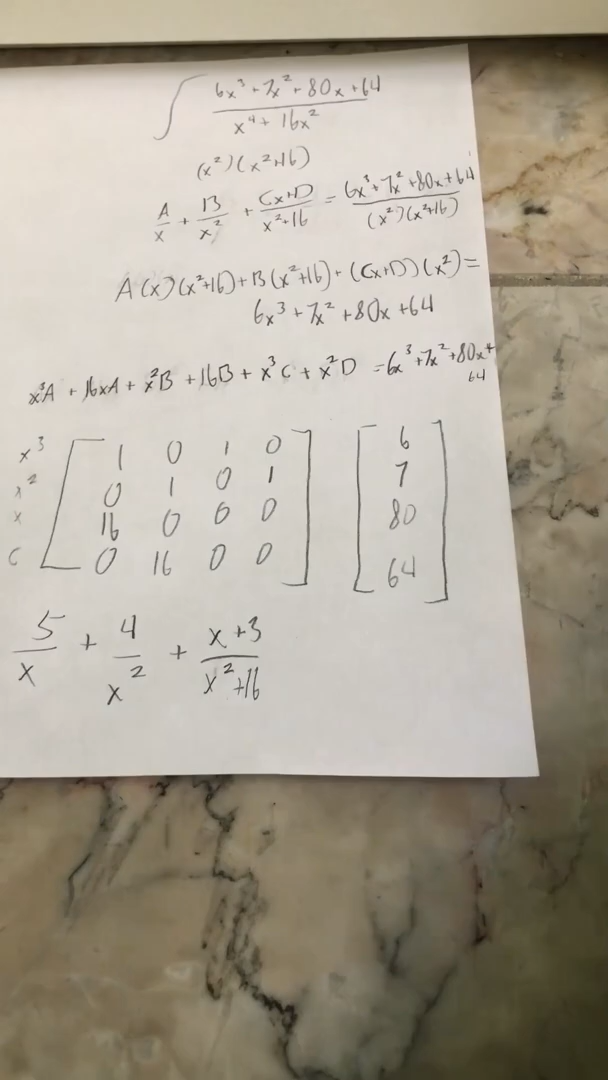 ∫ (6x³ + 7x² + 80x + 64)/(x⁴ + 16x²)
(x²)(x²+16)
A/x + B/x² + (Cx+D)/(x²+16) = (6x³ + 7x² + 80x + 64)/((x²)(x²+16))
A(x)(x²+16) + B(x²+16) + (Cx+D)(x²) =
6x³ + 7x² + 80x + 64
x³A + 16xA + x²B + 16B + x³C + x²D = 6x³ + 7x² + 80x +
64
x³ [ 1 0 1 0 ] [ 6 ]
x² [ 0 1 0 1 ] [ 7 ]
x [ 16 0 0 0 ] [ 80 ]
C [ 0 16 0 0 ] [ 64 ]
5/x + 4/x² + (x+3)/(x²+16)